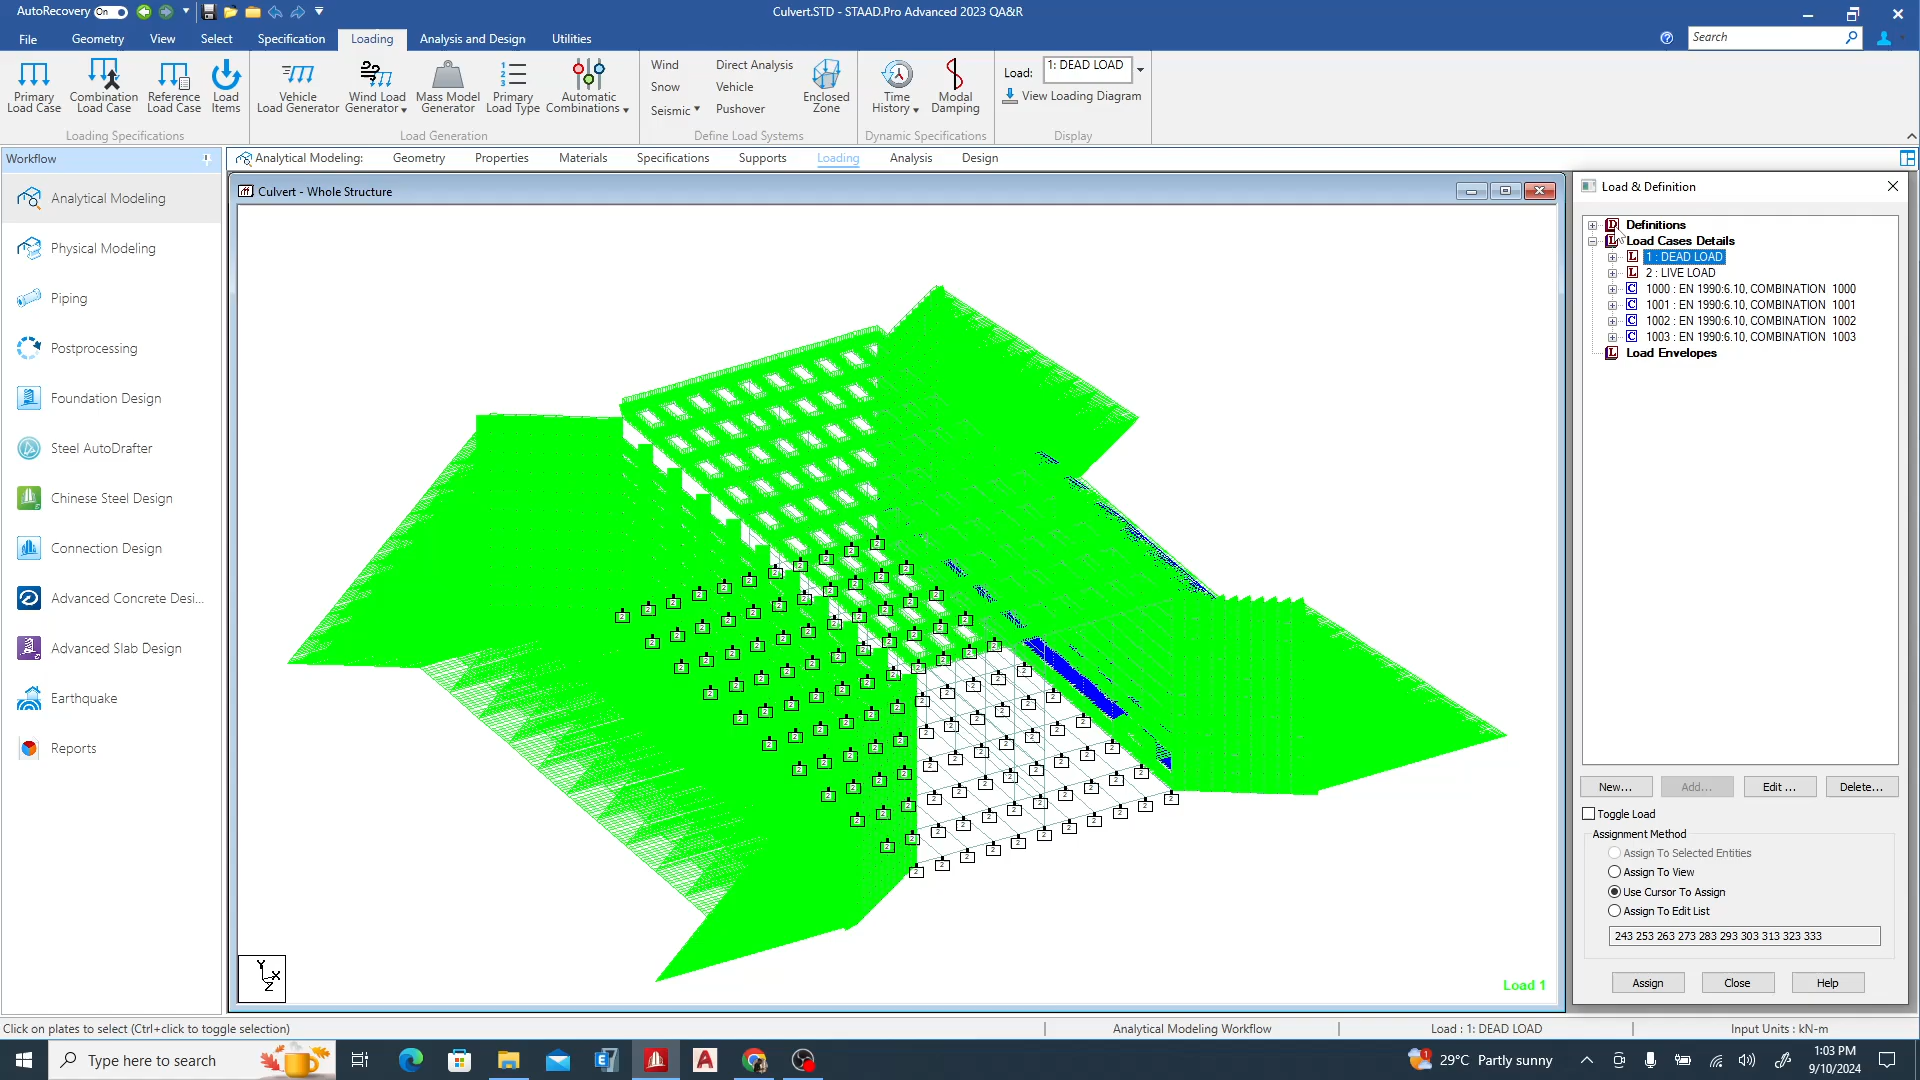 AutoRecovery On
Culvert.STD - STAAD.Pro Advanced 2023 QA&R
File Geometry View Select Specification Loading Analysis and Design Utilities
Search
Primary Load Case
Combination Load Case
Reference Load Case
Load Items
Loading Specifications
Vehicle Load Generator
Wind Load Generator
Mass Model Generator
Primary Load Type
Automatic Combinations
Load Generation
Wind
Snow
Seismic
Direct Analysis
Vehicle
Pushover
Enclosed Zone
Define Load Systems
Time History
Modal Damping
Dynamic Specifications
Load: 1: DEAD LOAD
View Loading Diagram
Display
Workflow
Analytical Modeling: Geometry Properties Materials Specifications Supports Loading Analysis Design
Analytical Modeling
Physical Modeling
Piping
Postprocessing
Foundation Design
Steel AutoDrafter
Chinese Steel Design
Connection Design
Advanced Concrete Desi...
Advanced Slab Design
Earthquake
Reports
Culvert - Whole Structure
Y
X
Z
Load 1
Load & Definition
Definitions
Load Cases Details
1 : DEAD LOAD
2 : LIVE LOAD
1000 : EN 1990:6.10, COMBINATION 1000
1001 : EN 1990:6.10, COMBINATION 1001
1002 : EN 1990:6.10, COMBINATION 1002
1003 : EN 1990:6.10, COMBINATION 1003
Load Envelopes
New... Add... Edit ... Delete...
Toggle Load
Assignment Method
Assign To Selected Entities
Assign To View
Use Cursor To Assign
Assign To Edit List
243 253 263 273 283 293 303 313 323 333
Assign Close Help
Click on plates to select (Ctrl+click to toggle selection)
Analytical Modeling Workflow
Load : 1: DEAD LOAD
Input Units : kN-m
Type here to search
29°C Partly sunny
1:03 PM
9/10/2024